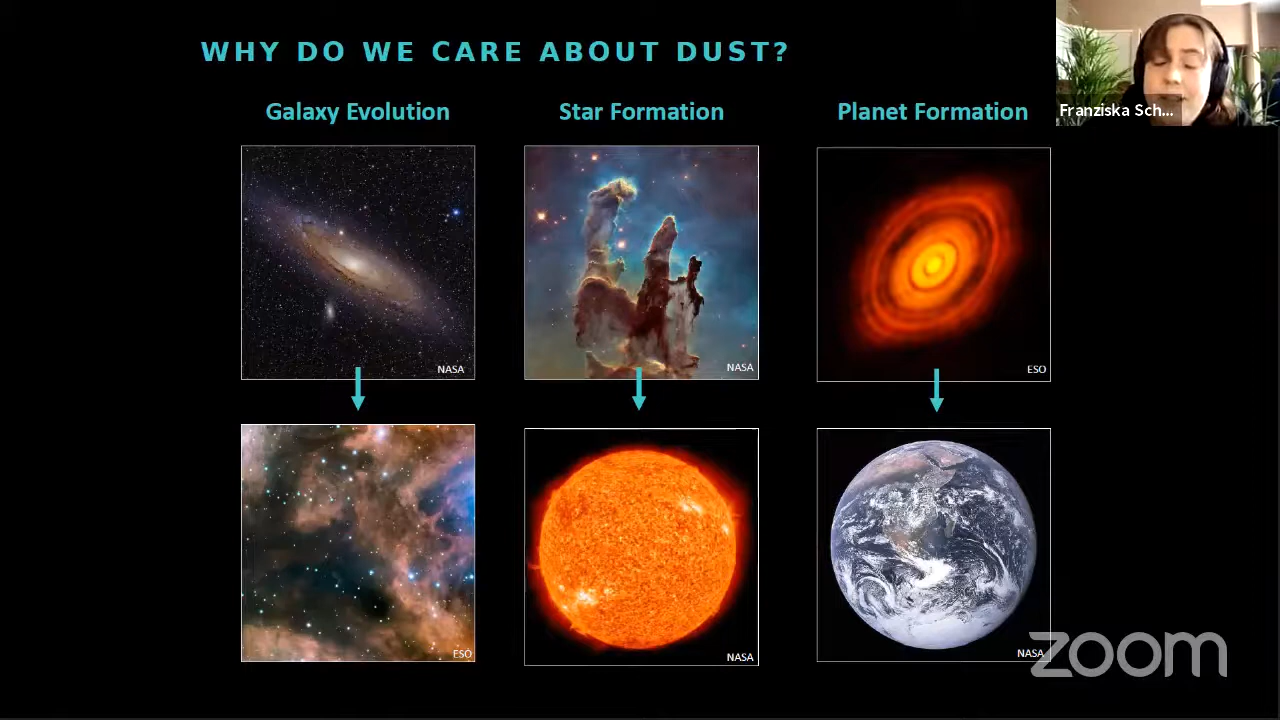 WHY DO WE CARE ABOUT DUST?
Galaxy Evolution
Star Formation
Planet Formation
Franziska Sch...
NASA
NASA
ESO
ESO
NASA
NASA
zoom